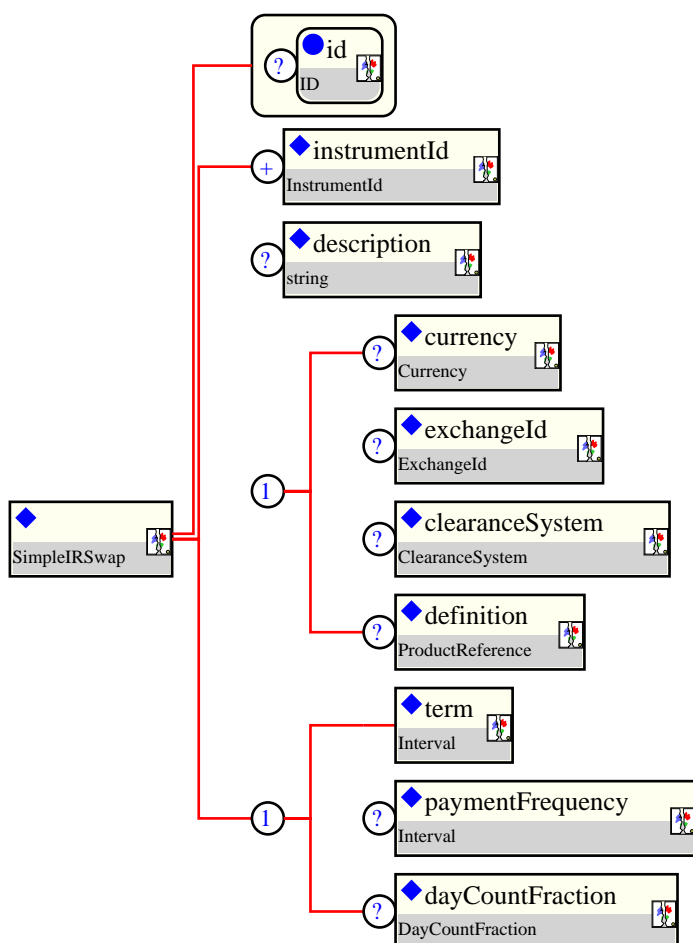 ?
id
ID
+
instrumentId
InstrumentId
?
description
string
?
currency
Currency
?
exchangeId
ExchangeId
1
?
clearanceSystem
ClearanceSystem
SimpleIRSwap
?
definition
ProductReference
term
Interval
1
?
paymentFrequency
Interval
?
dayCountFraction
DayCountFraction